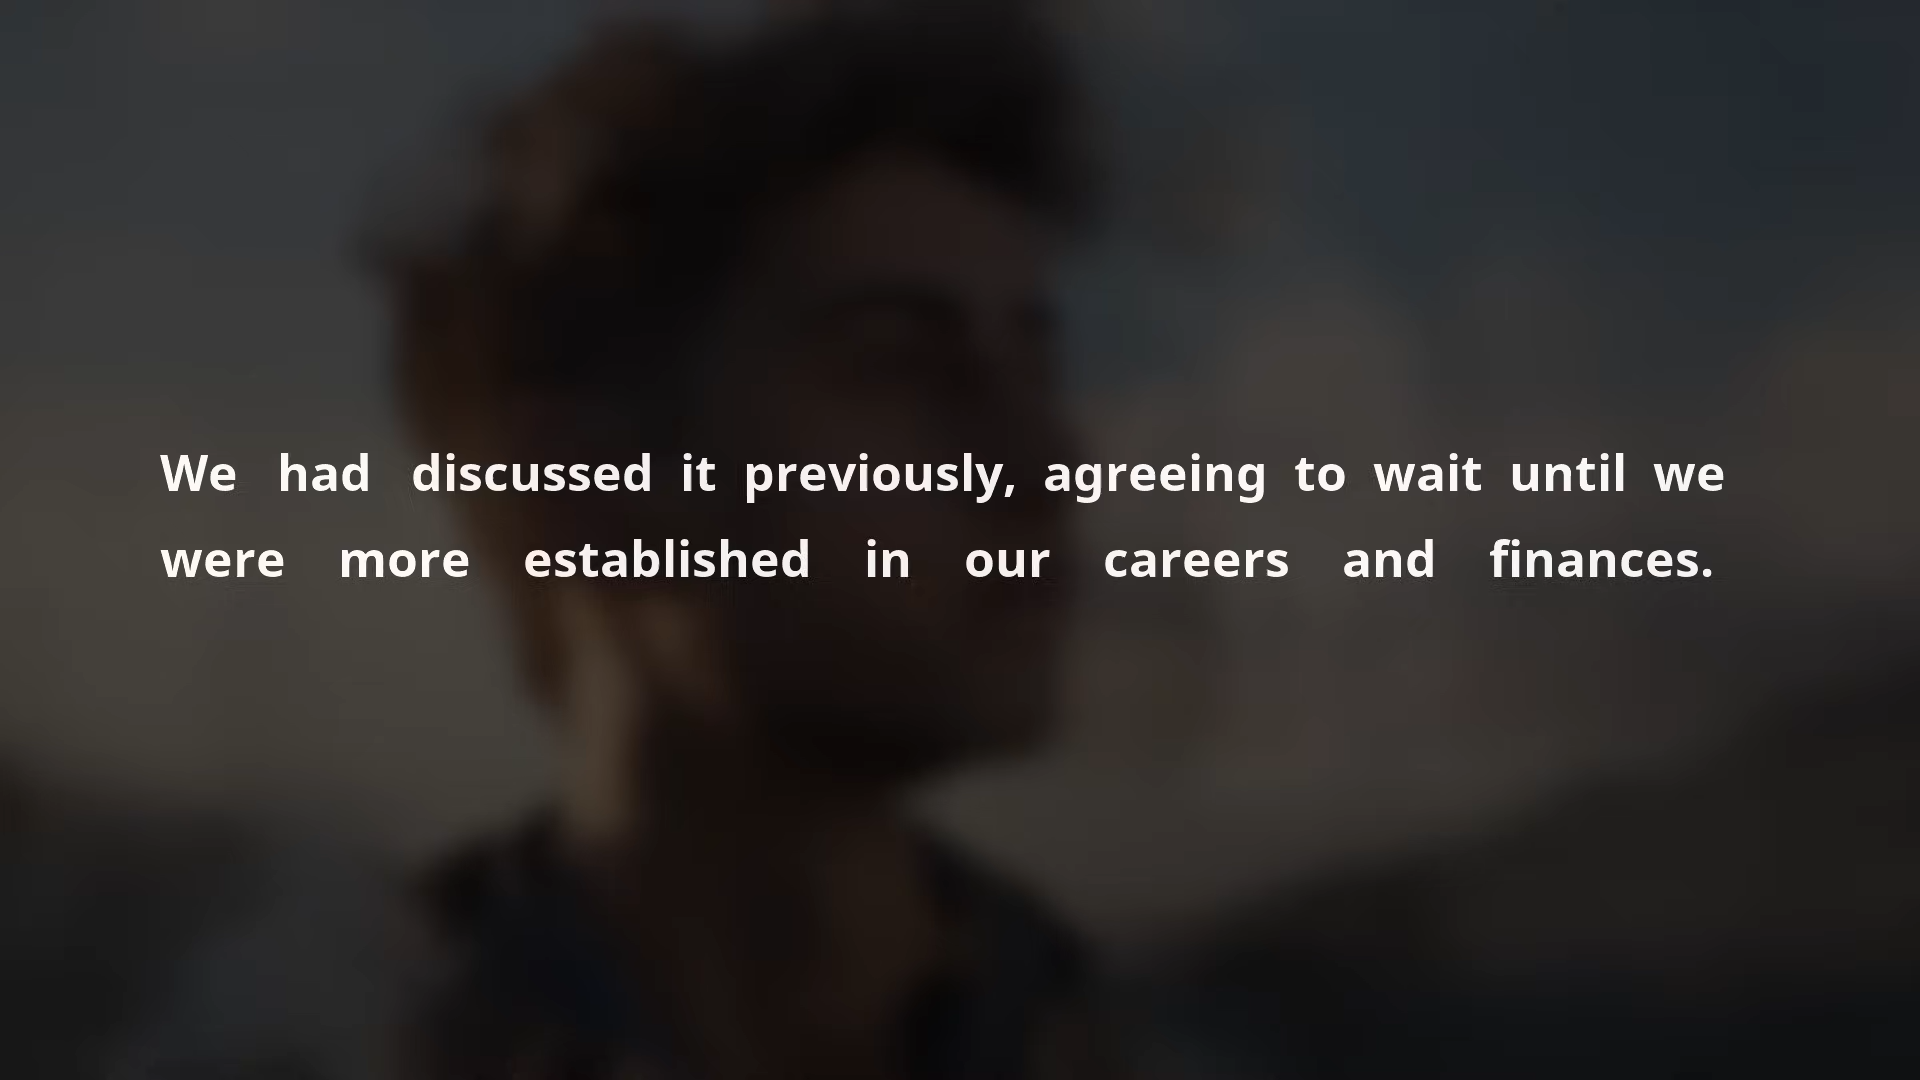 We had discussed it previously, agreeing to wait until we
were more established in our careers and finances.